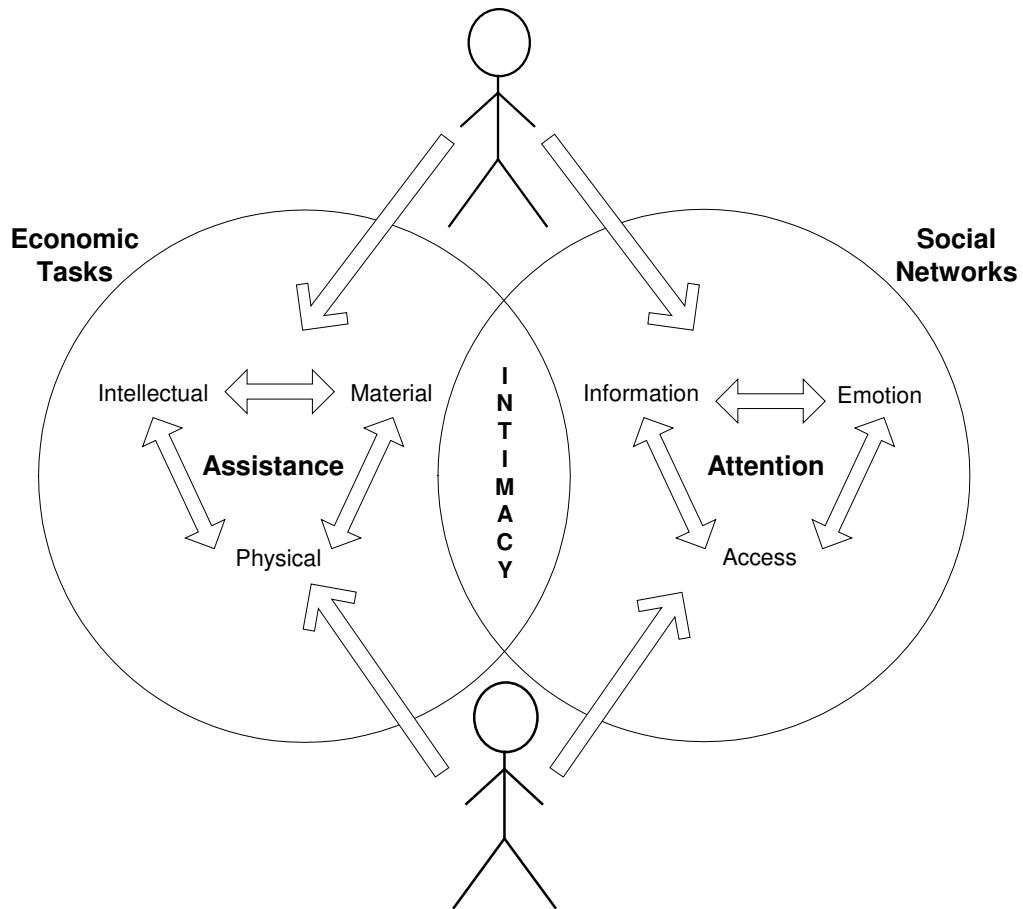 Economic
Tasks
Social
Networks
Intellectual
Material
Assistance
Physical
I
N
T
I
M
A
C
Y
Information
Emotion
Attention
Access